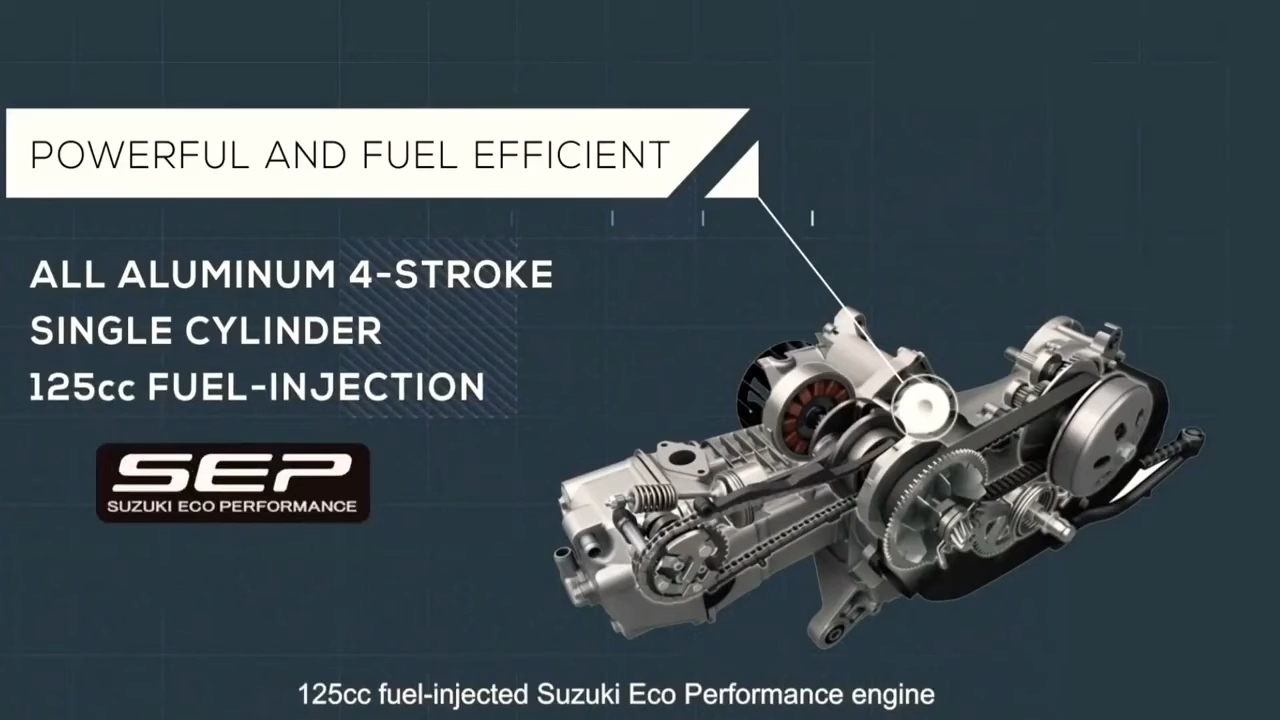 POWERFUL AND FUEL EFFICIENT
ALL ALUMINUM 4-STROKE
SINGLE CYLINDER
125cc FUEL-INJECTION
SEP
SUZUKI ECO PERFORMANCE
125cc fuel-injected Suzuki Eco Performance engine